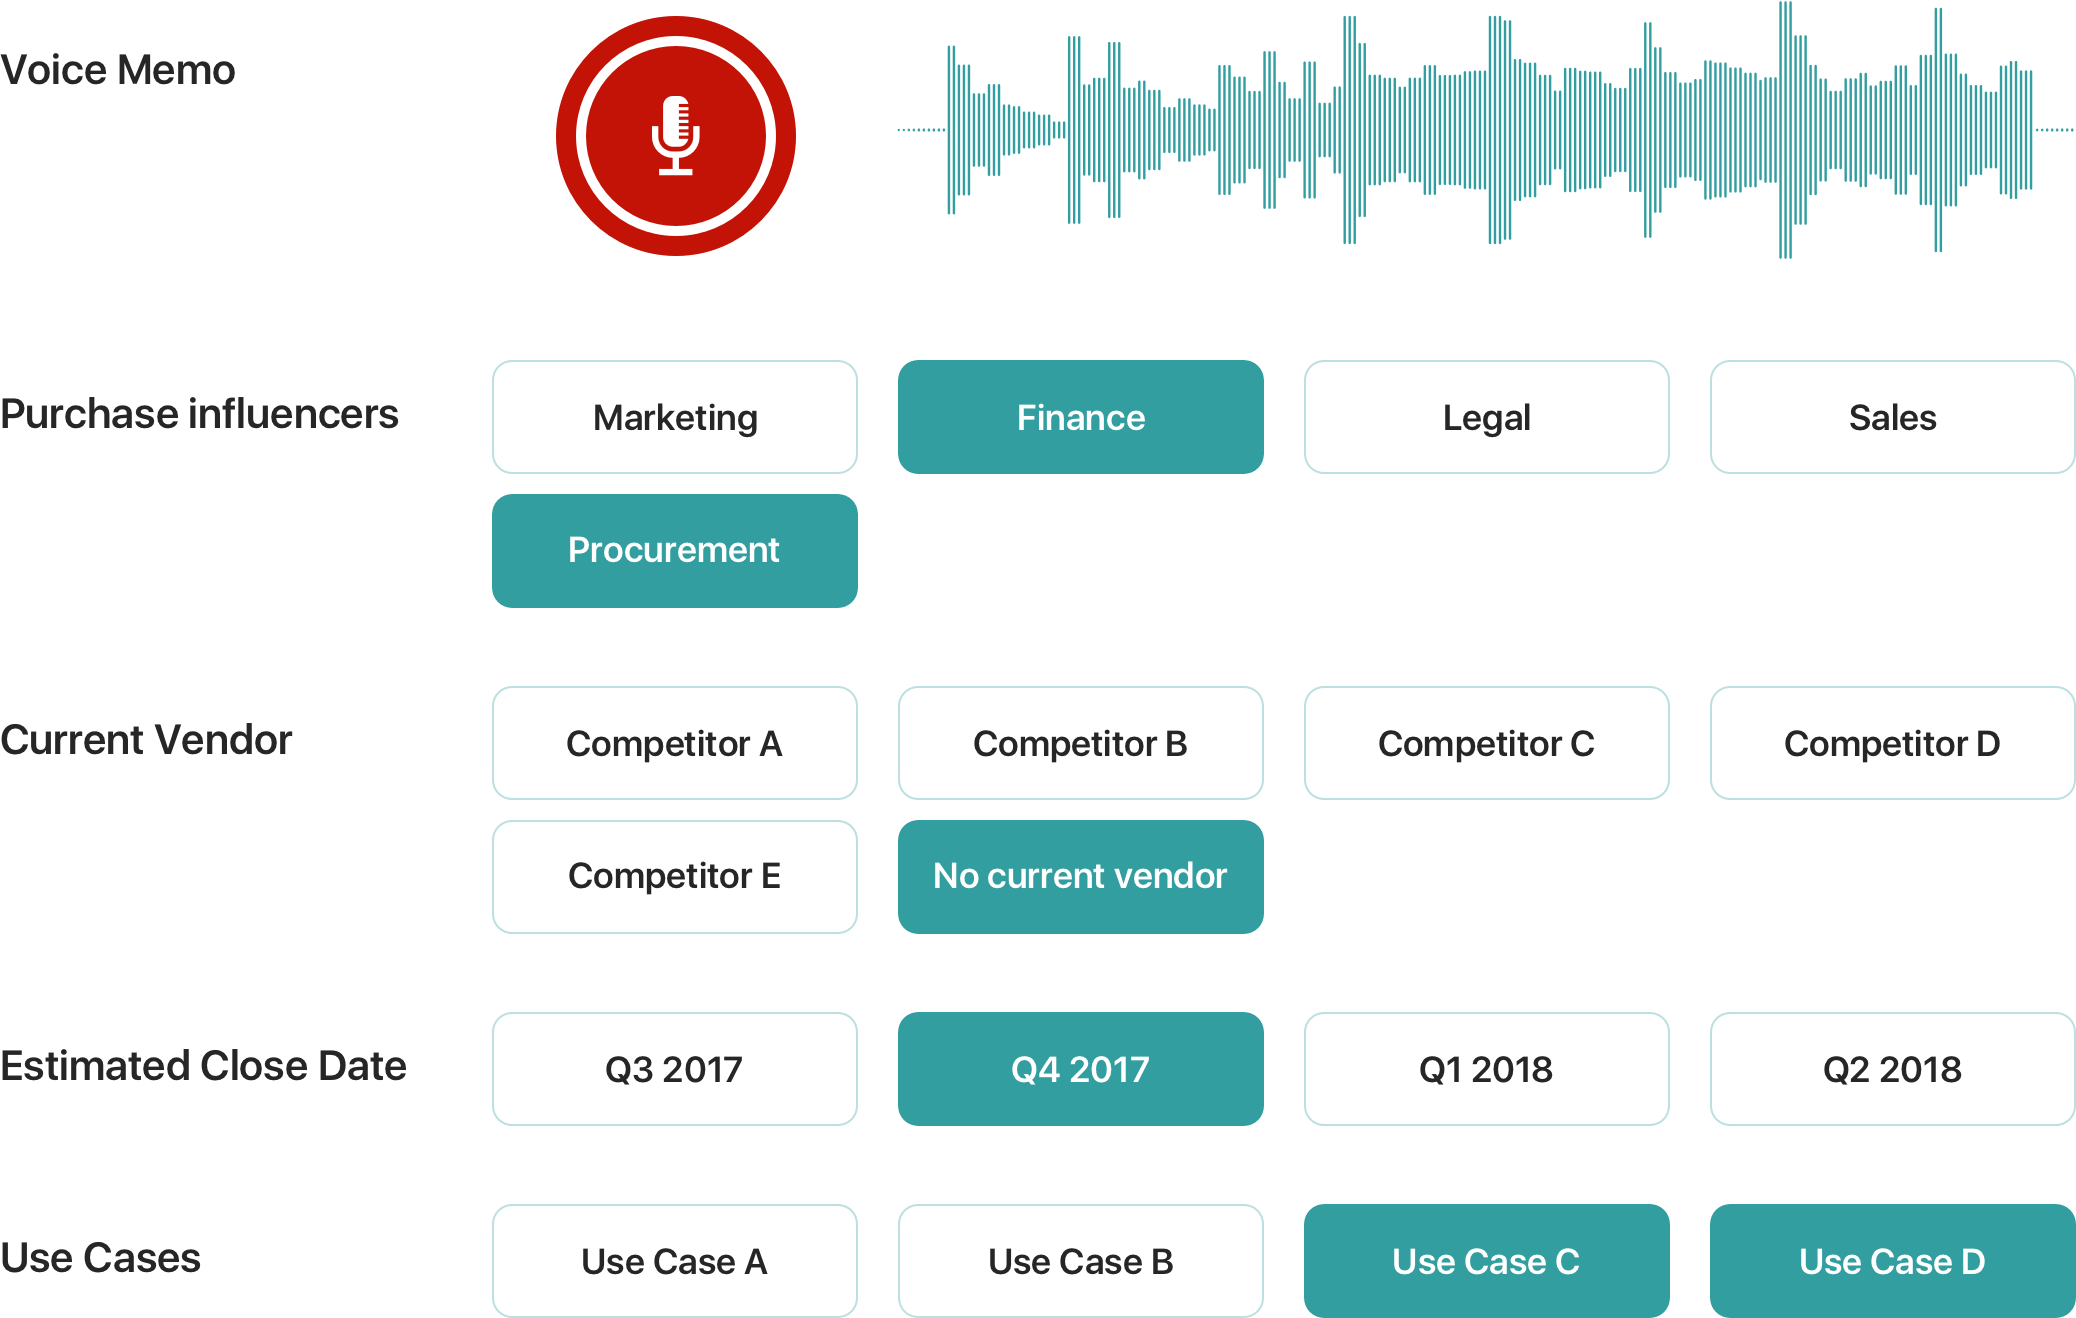 Voice Memo
Purchase influencers
Marketing
Finance
Legal
Sales
Procurement
Current Vendor
Competitor A
Competitor B
Competitor C
Competitor D
Competitor E
No current vendor
Estimated Close Date
Q3 2017
Q4 2017
Q1 2018
Q2 2018
Use Cases
Use Case A
Use Case B
Use Case C
Use Case D